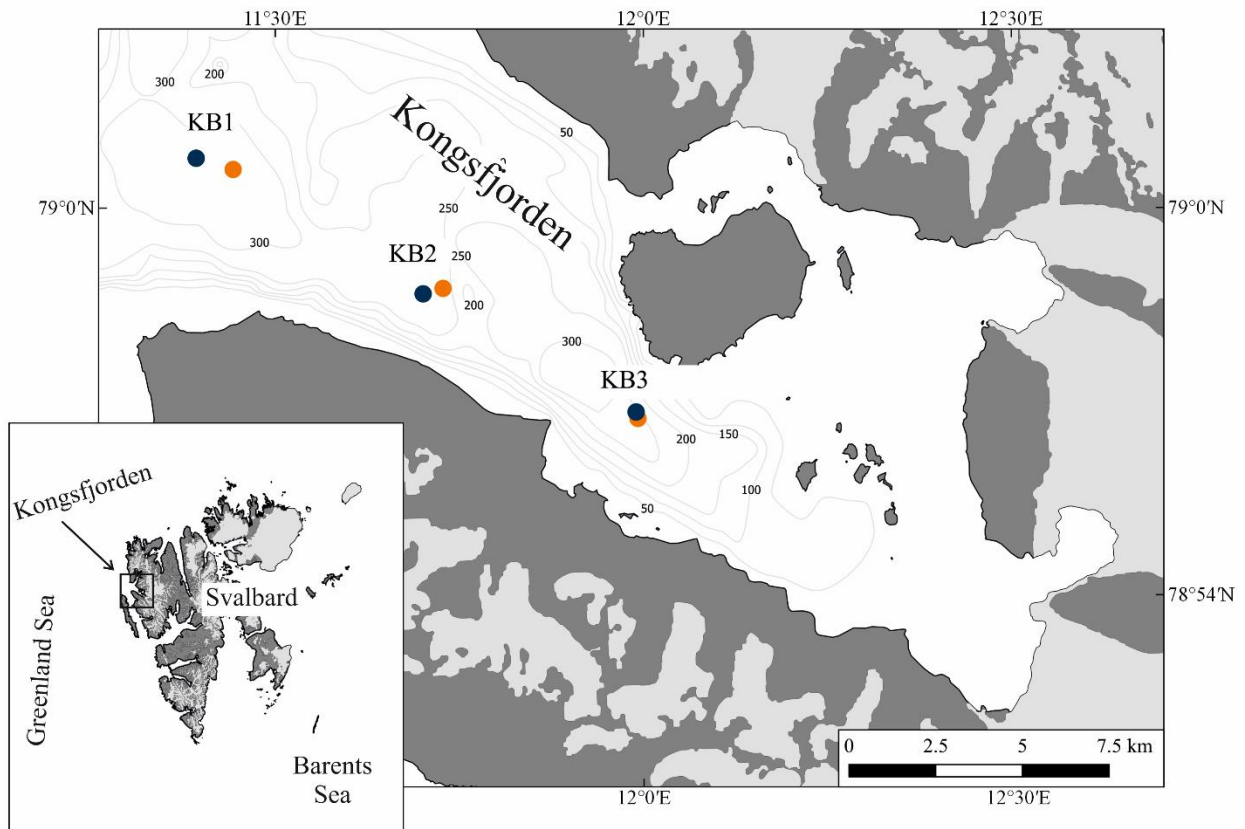 11°30'E
12°0'E
12°30'E
300
200
50
KB1
Kongsfjorden
79°0'N
79°0'N
250
300
KB2
250
200
300
KB3
200
150
100
50
Kongsfjorden
Svalbard
Greenland Sea
Barents
Sea
78°54'N
0
2.5
5
7.5 km
12°0'E
12°30'E